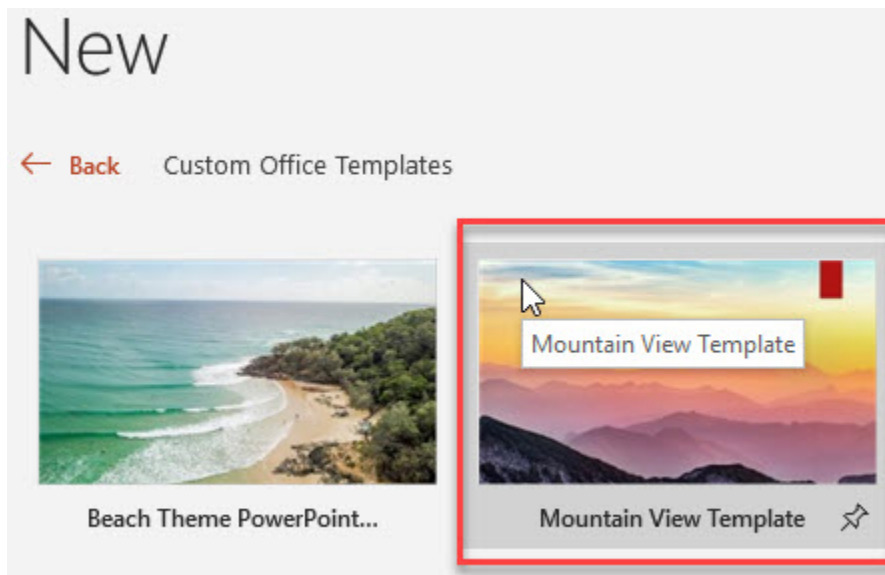 New
Back Custom Office Templates
Mountain View Template
Beach Theme PowerPoint...
Mountain View Template